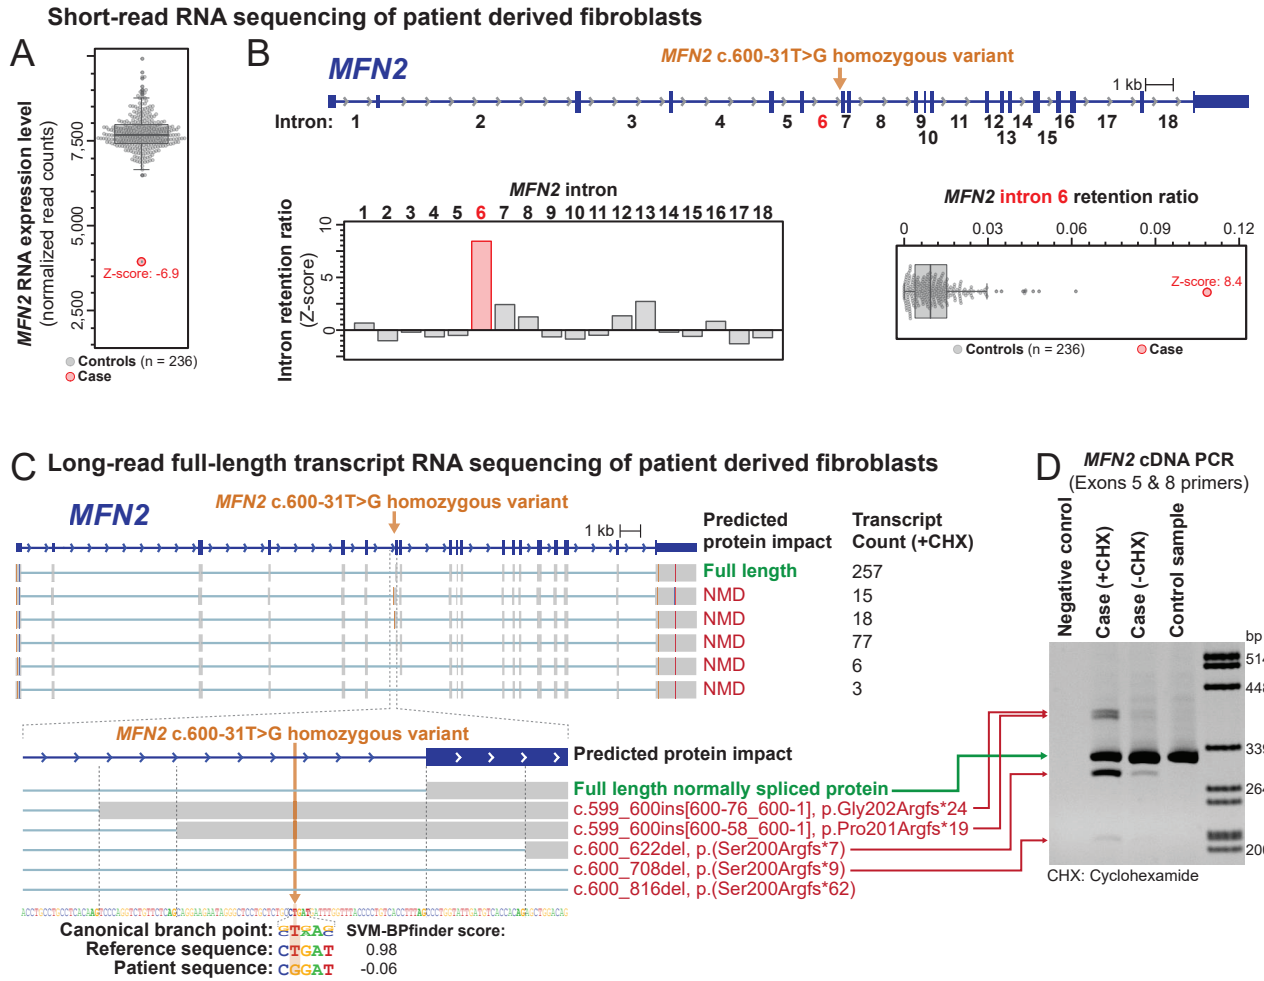 Short-read RNA sequencing of patient derived fibroblasts
A
MFN2 RNA expression level
(normalized read counts)
7,500
5,000
2,500
Z-score: -6.9
Controls (n = 236)
Case
B
MFN2 c.600-31T>G homozygous variant
MFN2
1 kb
Intron: 1 2 3 4 5 6 7 8 9 10 11 12 13 14 15 16 17 18
MFN2 intron
1 2 3 4 5 6 7 8 9 10 11 12 13 14 15 16 17 18
Intron retention ratio
(Z-score)
10
5
0
MFN2 intron 6 retention ratio
0 0.03 0.06 0.09 0.12
Z-score: 8.4
Controls (n = 236)
Case
C
Long-read full-length transcript RNA sequencing of patient derived fibroblasts
MFN2 c.600-31T>G homozygous variant
MFN2
1 kb
Predicted
protein impact
Transcript
Count (+CHX)
Full length 257
NMD 15
NMD 18
NMD 77
NMD 6
NMD 3
MFN2 c.600-31T>G homozygous variant
Predicted protein impact
Full length normally spliced protein
c.599_600ins[600-76_600-1], p.Gly202Argfs*24
c.599_600ins[600-58_600-1], p.Pro201Argfs*19
c.600_622del, p.(Ser200Argfs*7)
c.600_708del, p.(Ser200Argfs*9)
c.600_816del, p.(Ser200Argfs*62)
Canonical branch point:
SVM-BPfinder score:
Reference sequence: CTGAT 0.98
Patient sequence: CGGAT -0.06
D
MFN2 cDNA PCR
(Exons 5 & 8 primers)
Negative control
Case (+CHX)
Case (-CHX)
Control sample
bp
514
448
339
264
200
CHX: Cyclohexamide